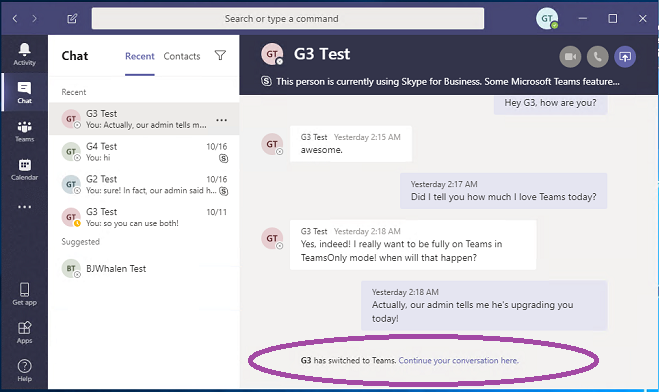 Search or type a command
GT
Activity
Chat
Teams
Calendar
Get app
Apps
Help
Chat
Recent
Contacts
Recent
GT
G3 Test
You: Actually, our admin tells m...
GT
G4 Test
10/16
You: hi
GT
G2 Test
10/16
You: sure! In fact, our admin said h...
GT
G3 Test
10/11
You: so you can use both!
Suggested
BT
BJWhalen Test
GT
G3 Test
This person is currently using Skype for Business. Some Microsoft Teams feature...
Hey G3, how are you?
GT
G3 Test Yesterday 2:15 AM
awesome.
Yesterday 2:17 AM
Did I tell you how much I love Teams today?
GT
G3 Test Yesterday 2:18 AM
Yes, indeed! I really want to be fully on Teams in
TeamsOnly mode! when will that happen?
Yesterday 2:18 AM
Actually, our admin tells me he's upgrading you
today!
G3 has switched to Teams. Continue your conversation here.